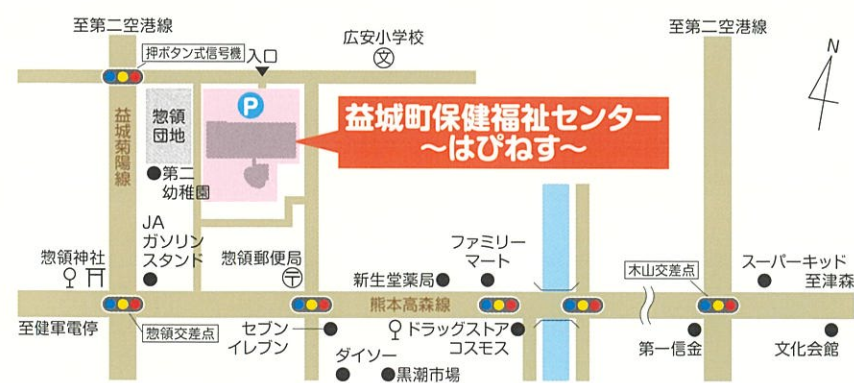 至第二空港線
至第二空港線
押ボタン式信号機
入口
広安小学校
文
N
P
益城町保健福祉センター
～はぴねす～
惣領
団地
益城菊陽線
第二
幼稚園
JA
ガソリン
スタンド
惣領神社
惣領郵便局
〒
新生堂薬局
ファミリー
マート
木山交差点
スーパーキッド
至津森
熊本高森線
至健軍電停
惣領交差点
セブン
イレブン
ドラッグストア
コスモス
第一信金
文化会館
ダイソー
黒潮市場